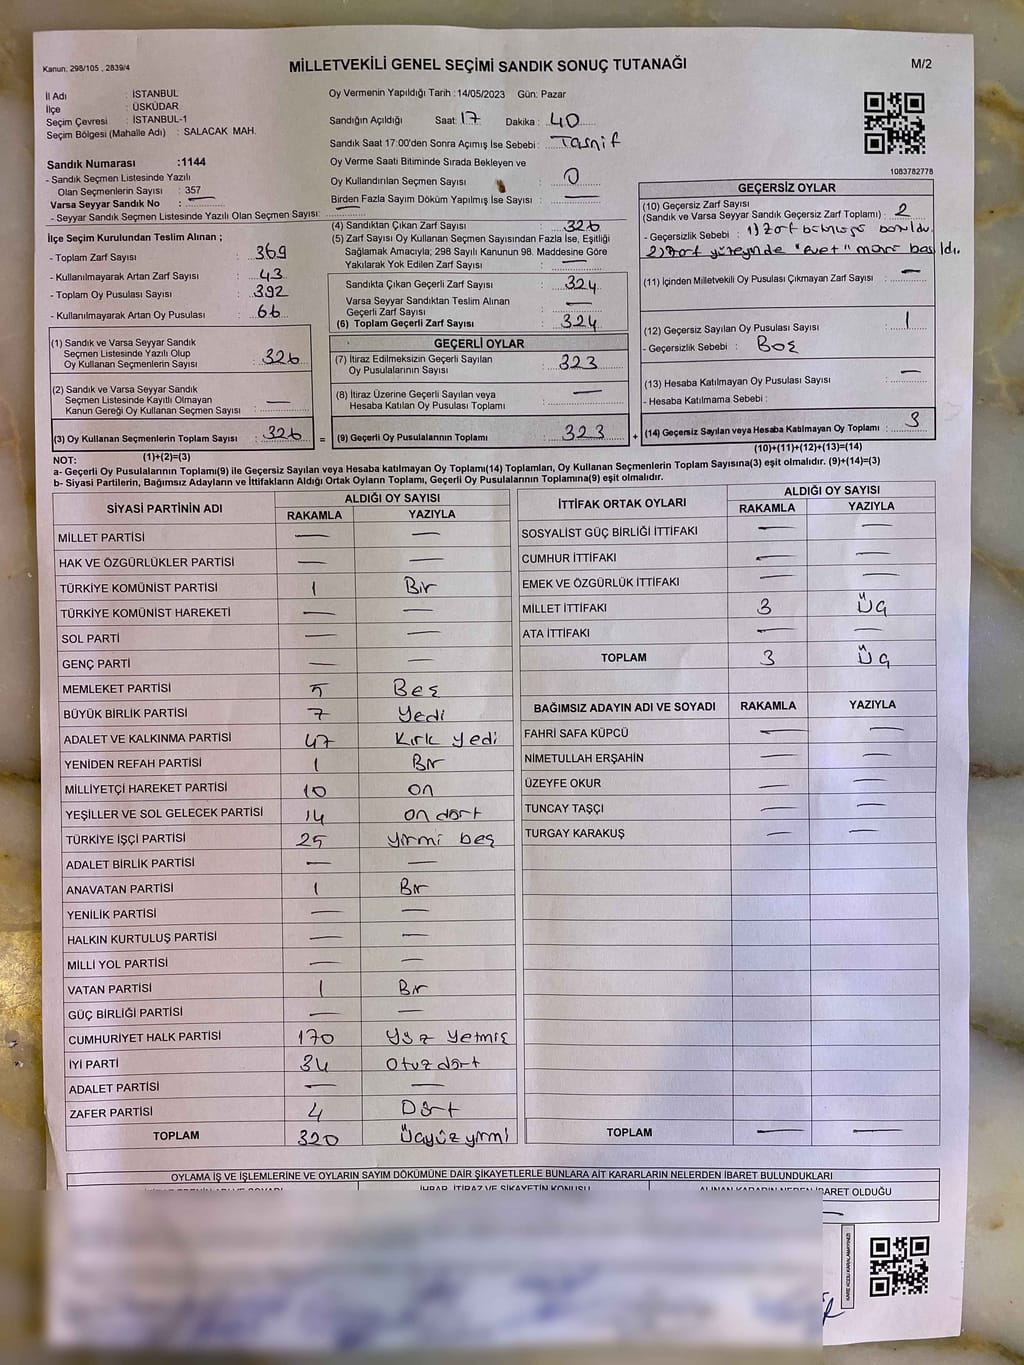 Kanun. 298/105 , 2839/4
MİLLETVEKİLİ GENEL SEÇİMİ SANDIK SONUÇ TUTANAĞI
M/2
İl Adı : İSTANBUL
İlçe : ÜSKÜDAR
Seçim Çevresi : İSTANBUL-1
Seçim Bölgesi (Mahalle Adı) : SALACAK MAH.
Sandık Numarası :1144
- Sandık Seçmen Listesinde Yazılı
Olan Seçmenlerin Sayısı : 357
Varsa Seyyar Sandık No : —
- Seyyar Sandık Seçmen Listesinde Yazılı Olan Seçmen Sayısı: —
Oy Vermenin Yapıldığı Tarih :14/05/2023 Gün: Pazar
Sandığın Açıldığı Saat: 17 Dakika : 40
Sandık Saat 17:00'den Sonra Açımış İse Sebebi : Tasnif
Oy Verme Saati Bitiminde Sırada Bekleyen ve
Oy Kullandırılan Seçmen Sayısı : 0
Birden Fazla Sayım Döküm Yapılmış İse Sayısı : —
1083782778
İlçe Seçim Kurulundan Teslim Alınan ;
- Toplam Zarf Sayısı : 369
- Kullanılmayarak Artan Zarf Sayısı : 43
- Toplam Oy Pusulası Sayısı : 392
- Kullanılmayarak Artan Oy Pusulası : 66
(1) Sandık ve Varsa Seyyar Sandık
Seçmen Listesinde Yazılı Olup
Oy Kullanan Seçmenlerin Sayısı : 326
(2) Sandık ve Varsa Seyyar Sandık
Seçmen Listesinde Kayıtlı Olmayan
Kanun Gereği Oy Kullanan Seçmen Sayısı : —
(3) Oy Kullanan Seçmenlerin Toplam Sayısı : 326
(1)+(2)=(3)
(4) Sandıktan Çıkan Zarf Sayısı : 326
(5) Zarf Sayısı Oy Kullanan Seçmen Sayısından Fazla İse, Eşitliği
Sağlamak Amacıyla; 298 Sayılı Kanunun 98. Maddesine Göre
Yakılarak Yok Edilen Zarf Sayısı : —
Sandıkta Çıkan Geçerli Zarf Sayısı : 324
Varsa Seyyar Sandıktan Teslim Alınan
Geçerli Zarf Sayısı : —
(6) Toplam Geçerli Zarf Sayısı : 324
GEÇERLİ OYLAR
(7) İtiraz Edilmeksizin Geçerli Sayılan
Oy Pusulalarının Sayısı : 323
(8) İtiraz Üzerine Geçerli Sayılan veya
Hesaba Katılan Oy Pusulası Toplamı : —
= (9) Geçerli Oy Pusulalarının Toplamı : 323 +
GEÇERSİZ OYLAR
(10) Geçersiz Zarf Sayısı
(Sandık ve Varsa Seyyar Sandık Geçersiz Zarf Toplamı) : 2
- Geçersizlik Sebebi : 1) Zarf
2) Zarf yüzeyinde "Evet"
(11) İçinden Milletvekili Oy Pusulası Çıkmayan Zarf Sayısı : —
(12) Geçersiz Sayılan Oy Pusulası Sayısı : 1
- Geçersizlik Sebebi : Boş
(13) Hesaba Katılmayan Oy Pusulası Sayısı : —
- Hesaba Katılmama Sebebi :
(14) Geçersiz Sayılan veya Hesaba Katılmayan Oy Toplamı : 3
(10)+(11)+(12)+(13)=(14)
NOT:
a- Geçerli Oy Pusulalarının Toplamı(9) ile Geçersiz Sayılan veya Hesaba katılmayan Oy Toplamı(14) Toplamları, Oy Kullanan Seçmenlerin Toplam Sayısına(3) eşit olmalıdır. (9)+(14)=(3)
b- Siyasi Partilerin, Bağımsız Adayların ve İttifakların Aldığı Ortak Oyların Toplamı, Geçerli Oy Pusulalarının Toplamına(9) eşit olmalıdır.
SİYASİ PARTİNİN ADI ALDIĞI OY SAYISI
RAKAMLA YAZIYLA
MİLLET PARTİSİ — —
HAK VE ÖZGÜRLÜKLER PARTİSİ — —
TÜRKİYE KOMÜNİST PARTİSİ 1 Bir
TÜRKİYE KOMÜNİST HAREKETİ — —
SOL PARTİ — —
GENÇ PARTİ — —
MEMLEKET PARTİSİ 5 Beş
BÜYÜK BİRLİK PARTİSİ 7 Yedi
ADALET VE KALKINMA PARTİSİ 47 Kırk yedi
YENİDEN REFAH PARTİSİ 1 Bir
MİLLİYETÇİ HAREKET PARTİSİ 10 on
YEŞİLLER VE SOL GELECEK PARTİSİ 14 on dört
TÜRKİYE İŞÇİ PARTİSİ 25 yirmi beş
ADALET BİRLİK PARTİSİ — —
ANAVATAN PARTİSİ 1 Bir
YENİLİK PARTİSİ — —
HALKIN KURTULUŞ PARTİSİ — —
MİLLİ YOL PARTİSİ — —
VATAN PARTİSİ 1 Bir
GÜÇ BİRLİĞİ PARTİSİ — —
CUMHURİYET HALK PARTİSİ 170 Yüz Yetmiş
İYİ PARTİ 34 Otuz dört
ADALET PARTİSİ — —
ZAFER PARTİSİ 4 Dört
TOPLAM 320 Üçyüz yirmi
İTTİFAK ORTAK OYLARI ALDIĞI OY SAYISI
RAKAMLA YAZIYLA
SOSYALİST GÜÇ BİRLİĞİ İTTİFAKI — —
CUMHUR İTTİFAKI — —
EMEK VE ÖZGÜRLÜK İTTİFAKI — —
MİLLET İTTİFAKI 3 Üç
ATA İTTİFAKI — —
TOPLAM 3 Üç
BAĞIMSIZ ADAYIN ADI VE SOYADI RAKAMLA YAZIYLA
FAHRİ SAFA KÜPCÜ — —
NİMETULLAH ERŞAHİN — —
ÜZEYFE OKUR — —
TUNCAY TAŞÇI — —
TURGAY KARAKUŞ — —
TOPLAM — —
OYLAMA İŞ VE İŞLEMLERİNE VE OYLARIN SAYIM DÖKÜMÜNE DAİR ŞİKAYETLERLE BUNLARA AİT KARARLARIN NELERDEN İBARET BULUNDUKLARI
İHBAR, İTİRAZ VE ŞİKAYETİN KONUSU ALINAN KARARIN NEDEN İBARET OLDUĞU
KARE KODU KARALAMAYINIZ!